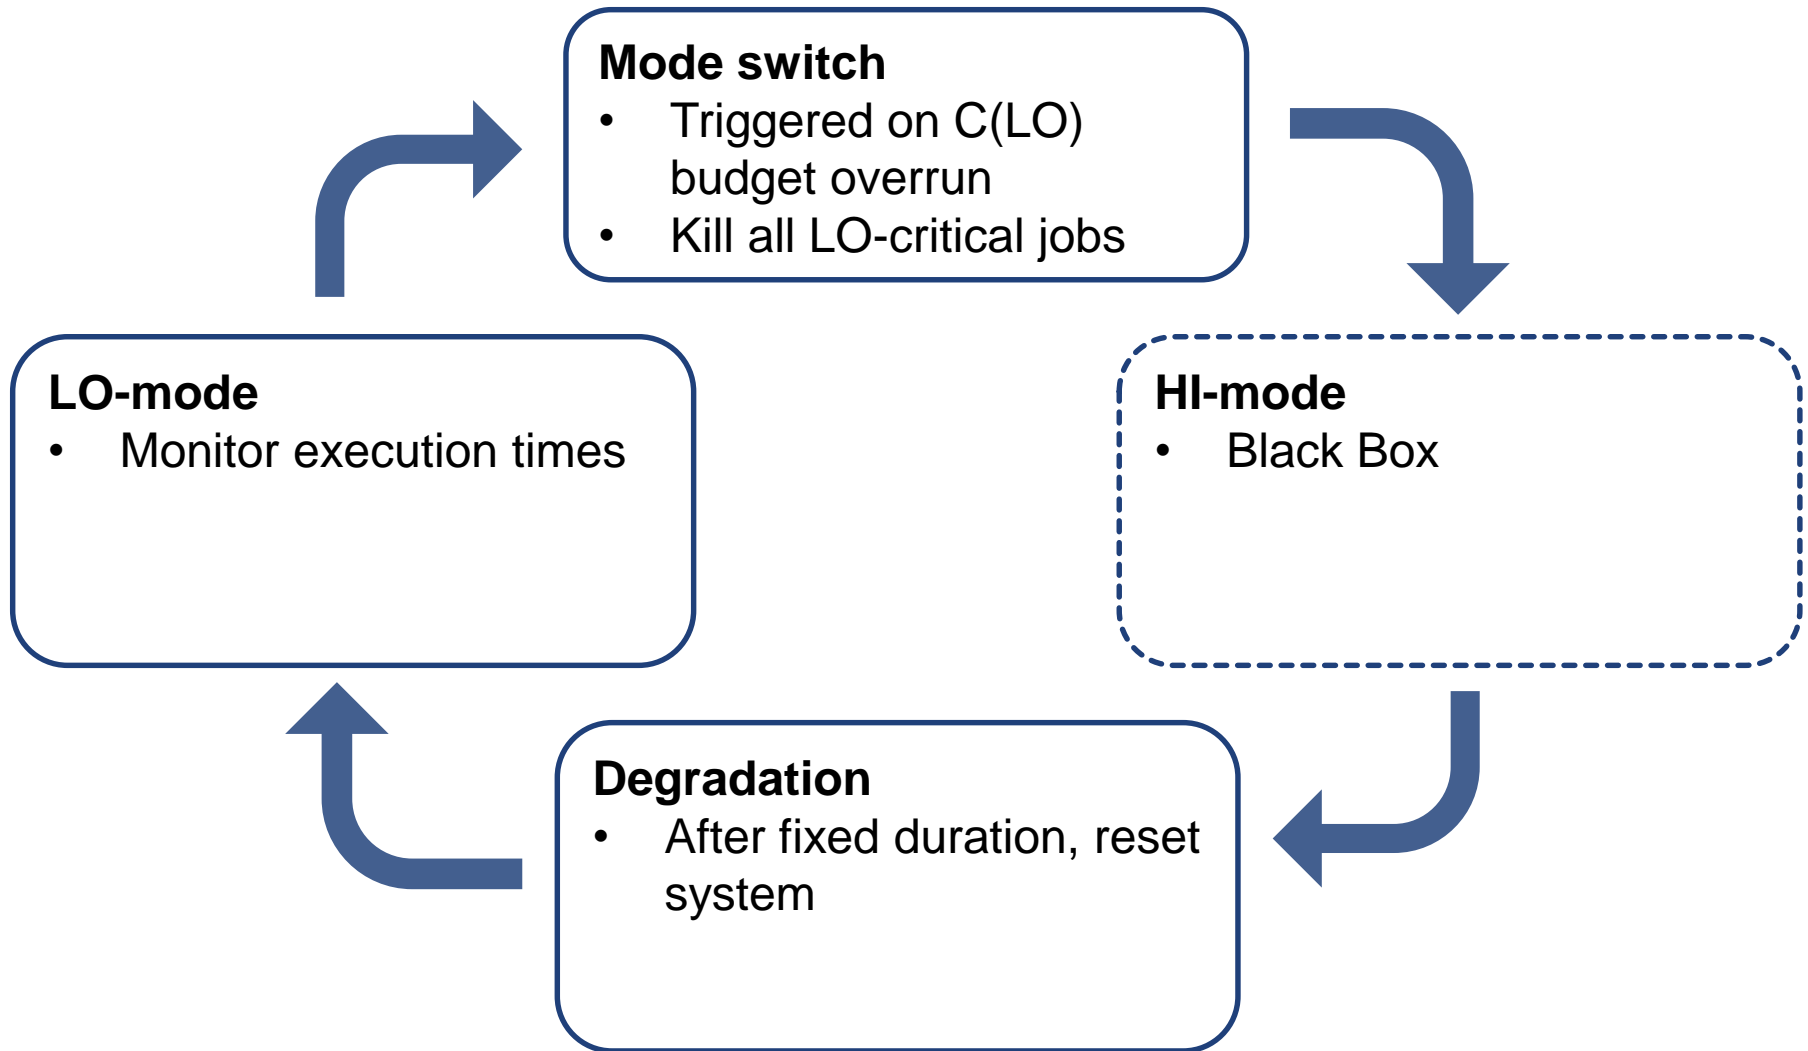 Mode switch
• Triggered on C(LO)
budget overrun
• Kill all LO-critical jobs
LO-mode
• Monitor execution times
HI-mode
• Black Box
Degradation
• After fixed duration, reset
system